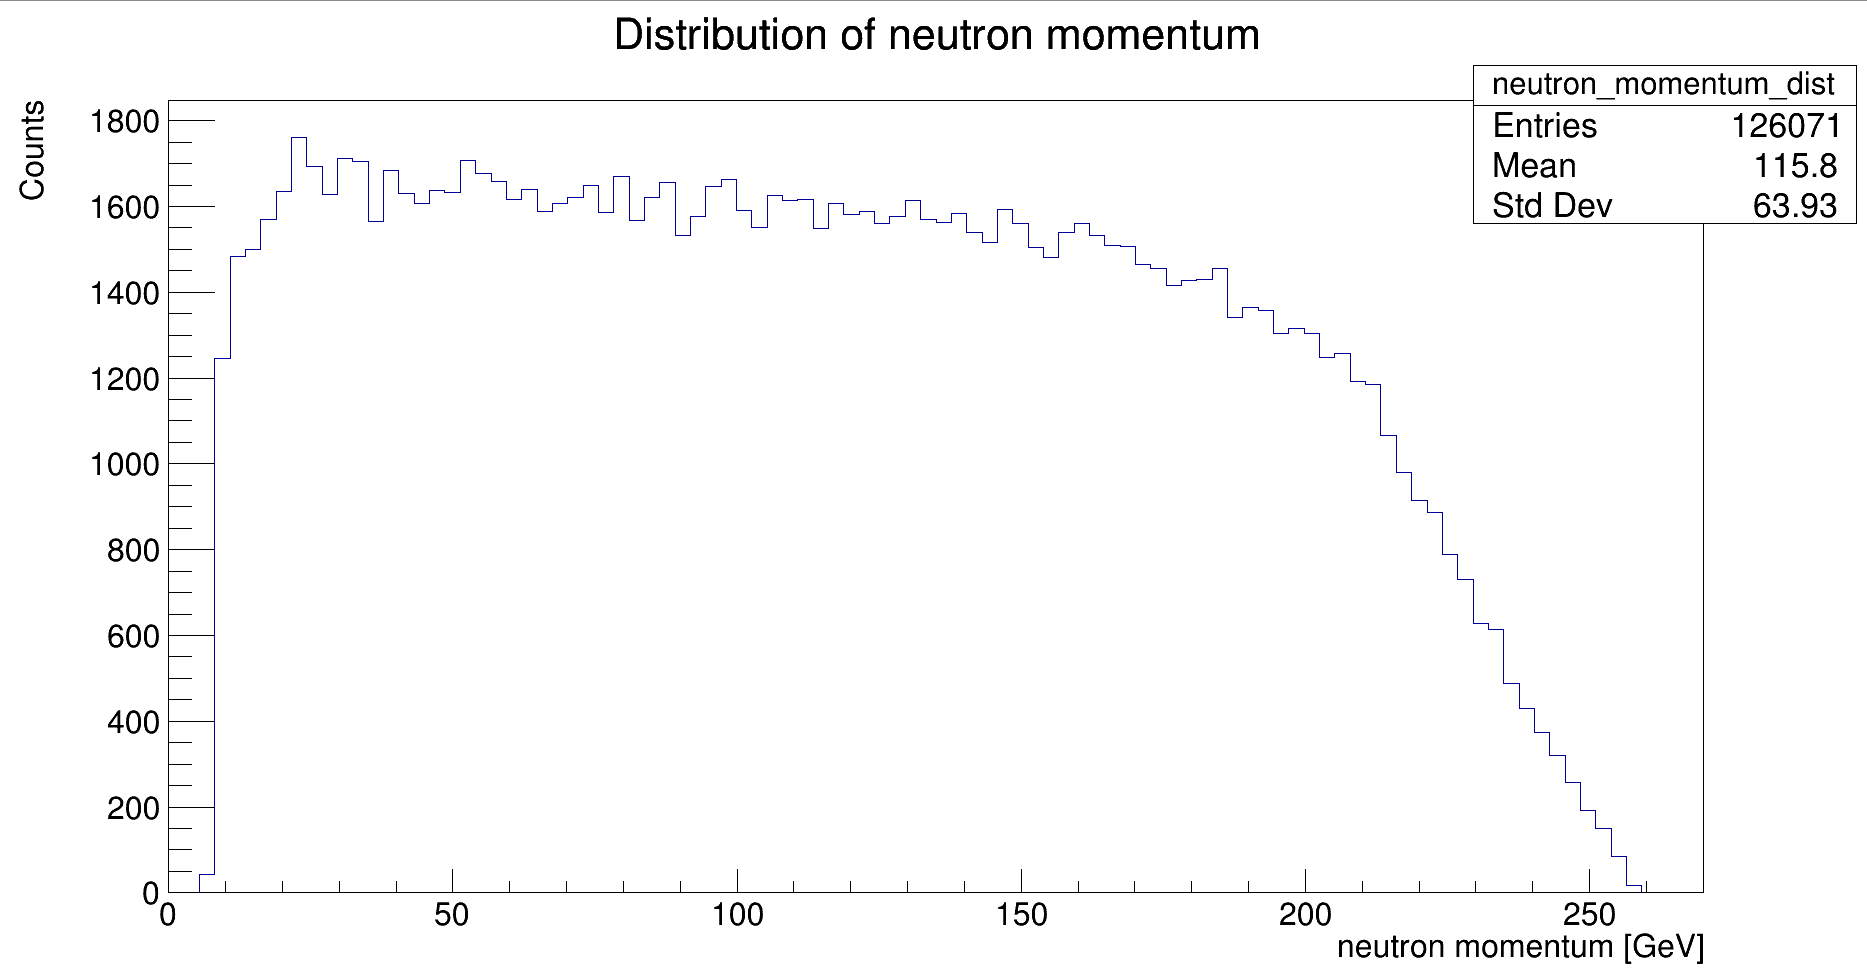 Distribution of neutron momentum
neutron_momentum_dist
Entries 126071
Mean 115.8
Std Dev 63.93
Counts
1800
1600
1400
1200
1000
800
600
400
200
0
0 50 100 150 200 250
neutron momentum [GeV]